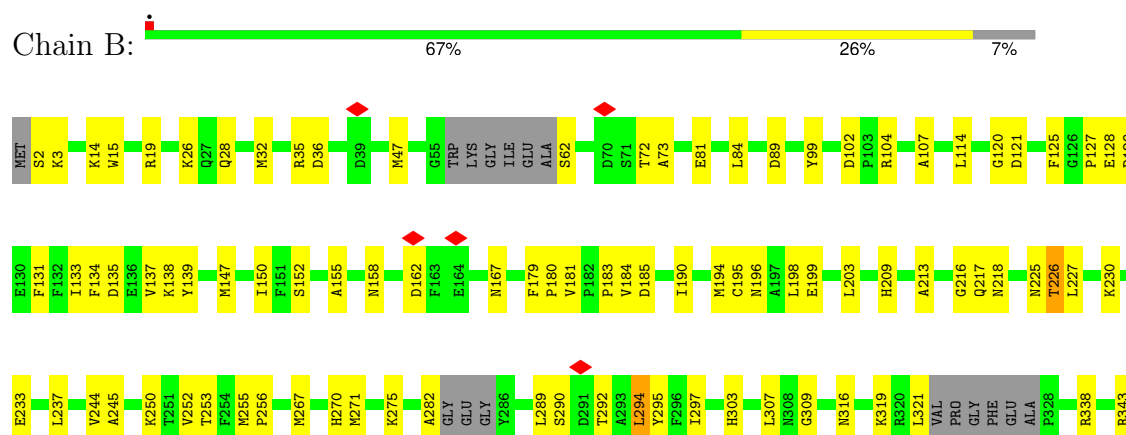 Chain B:
67% 26% 7%
MET S2 K3 K14 W15 R19 K26 Q27 Q28 M32 R35 D36 D39 M47 G55 TRP LYS GLY ILE GLU ALA S62 D70 S71 T72 A73 E81 L84 D89 Y99 D102 P103 R104 A107 L114 G120 D121 F125 G126 P127 E128
E130 F131 F132 I133 F134 D135 E136 V137 K138 Y139 M147 I150 F151 S152 A155 N158 D162 F163 E164 N167 F179 P180 V181 P182 P183 V184 D185 I190 M194 C195 N196 A197 L198 E199 L203 H209 A213 G216 Q217 N218 N225 T226 L227 K230
E233 L237 V244 A245 K250 T251 V252 T253 F254 M255 P256 M267 H270 M271 K275 A282 GLY GLU GLY Y286 L289 S290 D291 T292 A293 L294 Y295 F296 I297 H303 L307 N308 G309 N316 K319 R320 L321 VAL PRO GLY PHE GLU ALA P328 R338 R343